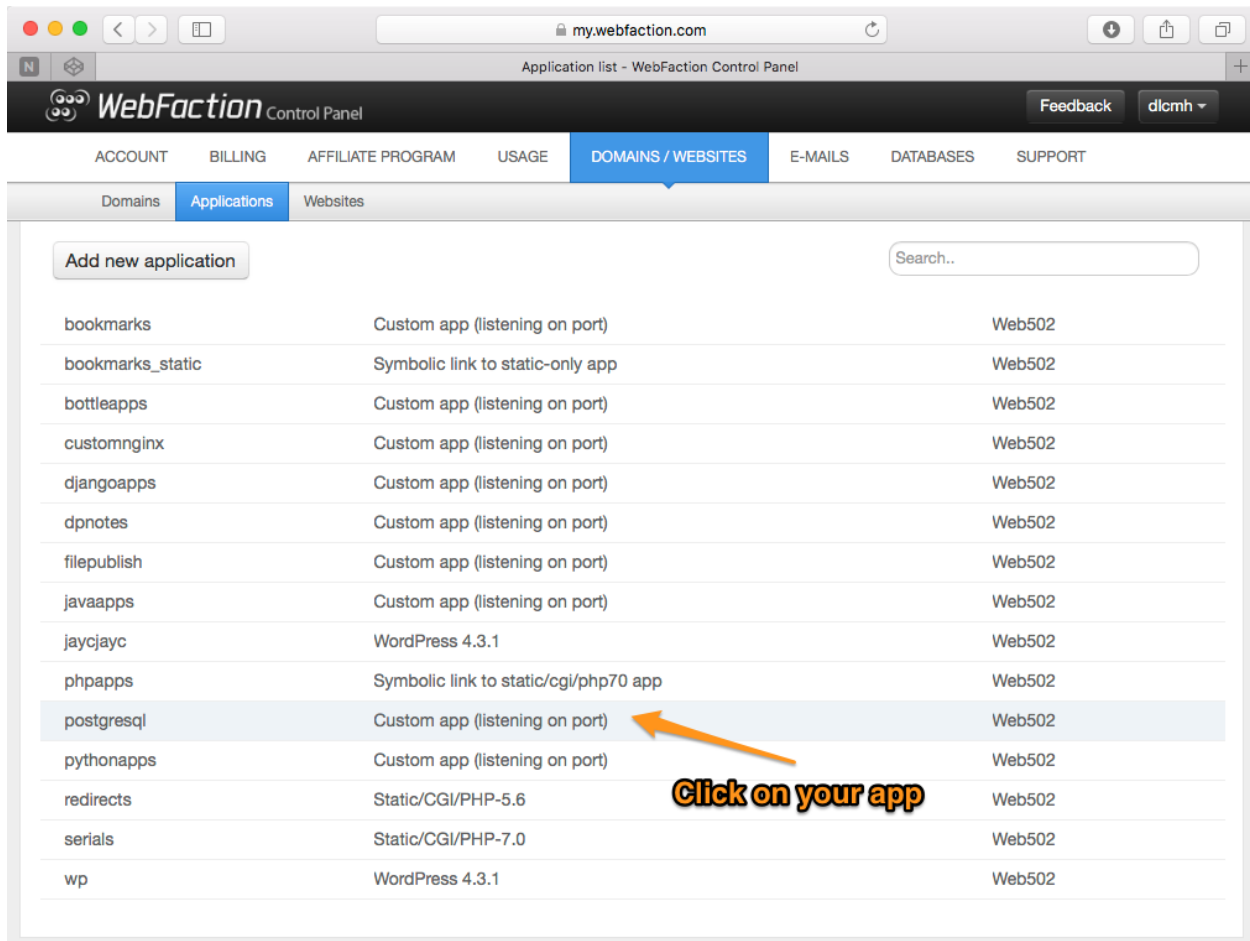 my.webfaction.com
N
Application list - WebFaction Control Panel
WebFaction Control Panel Feedback dlcmh
ACCOUNT BILLING AFFILIATE PROGRAM USAGE DOMAINS / WEBSITES E-MAILS DATABASES SUPPORT
Domains Applications Websites
Add new application Search..
bookmarks Custom app (listening on port) Web502
bookmarks_static Symbolic link to static-only app Web502
bottleapps Custom app (listening on port) Web502
customnginx Custom app (listening on port) Web502
djangoapps Custom app (listening on port) Web502
dpnotes Custom app (listening on port) Web502
filepublish Custom app (listening on port) Web502
javaapps Custom app (listening on port) Web502
jaycjayc WordPress 4.3.1 Web502
phpapps Symbolic link to static/cgi/php70 app Web502
postgresql Custom app (listening on port) Web502
pythonapps Custom app (listening on port) Web502
Click on your app
redirects Static/CGI/PHP-5.6 Web502
serials Static/CGI/PHP-7.0 Web502
wp WordPress 4.3.1 Web502